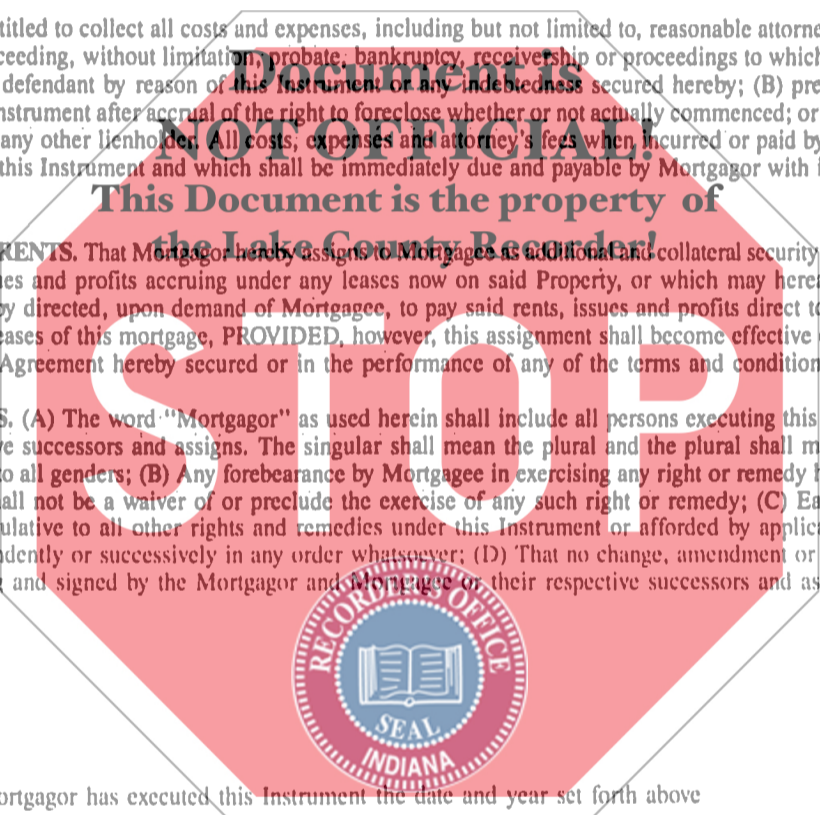 titled to collect all costs and expenses, including but not limited to, reasonable attorne
ceeding, without limitation, probate, bankruptcy, receivership or proceedings to which
Document is
defendant by reason of this Instrument or any indebtedness secured hereby; (B) pre
nstrument after accrual of the right to foreclose whether or not actually commenced; or
NOT OFFICIAL!
any other lienholder. All costs, expenses and attorney's fees when incurred or paid by
this Instrument and which shall be immediately due and payable by Mortgagor with i
This Document is the property of
the Lake County Recorder!
RENTS. That Mortgagor hereby assigns to Mortgagee as additional and collateral security
ues and profits accruing under any leases now on said Property, or which may herea
by directed, upon demand of Mortgagee, to pay said rents, issues and profits direct to
eases of this mortgage, PROVIDED, however, this assignment shall become effective
Agreement hereby secured or in the performance of any of the terms and condition
STOP
S. (A) The word "Mortgagor" as used herein shall include all persons executing this
ve successors and assigns. The singular shall mean the plural and the plural shall m
o all genders; (B) Any forebearance by Mortgagee in exercising any right or remedy h
all not be a waiver of or preclude the exercise of any such right or remedy; (C) Ea
ulative to all other rights and remedies under this Instrument or afforded by applica
dently or successively in any order whatsoever; (D) That no change, amendment or
and signed by the Mortgagor and Mortgagee or their respective successors and as
RECORDER'S OFFICE
SEAL
INDIANA
ortgagor has executed this Instrument the date and year set forth above